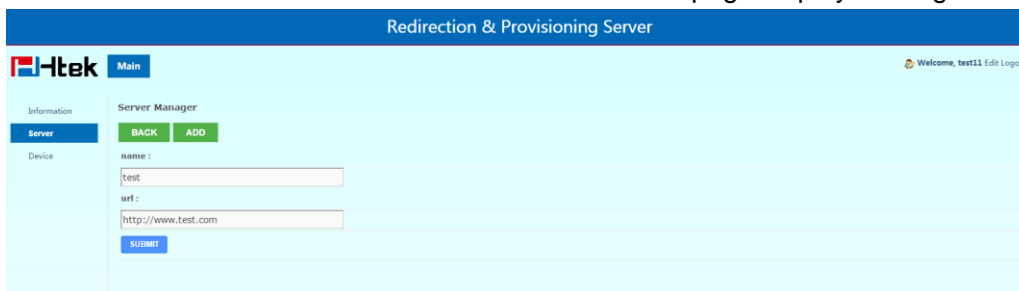 Redirection & Provisioning Server
Htek Main
Welcome, test11 Edit Logo
Information
Server Manager
Server
BACK ADD
Device
name :
test
url :
http://www.test.com
SUBMIT